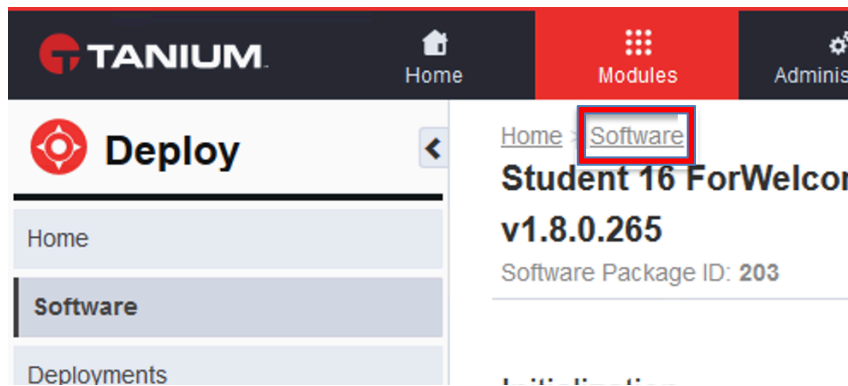 TANIUM
Home
Modules
Deploy
Home > Software
Student 16
v1.8.0.265
Software Package ID: 203
Home
Software
Deployments
Initialization